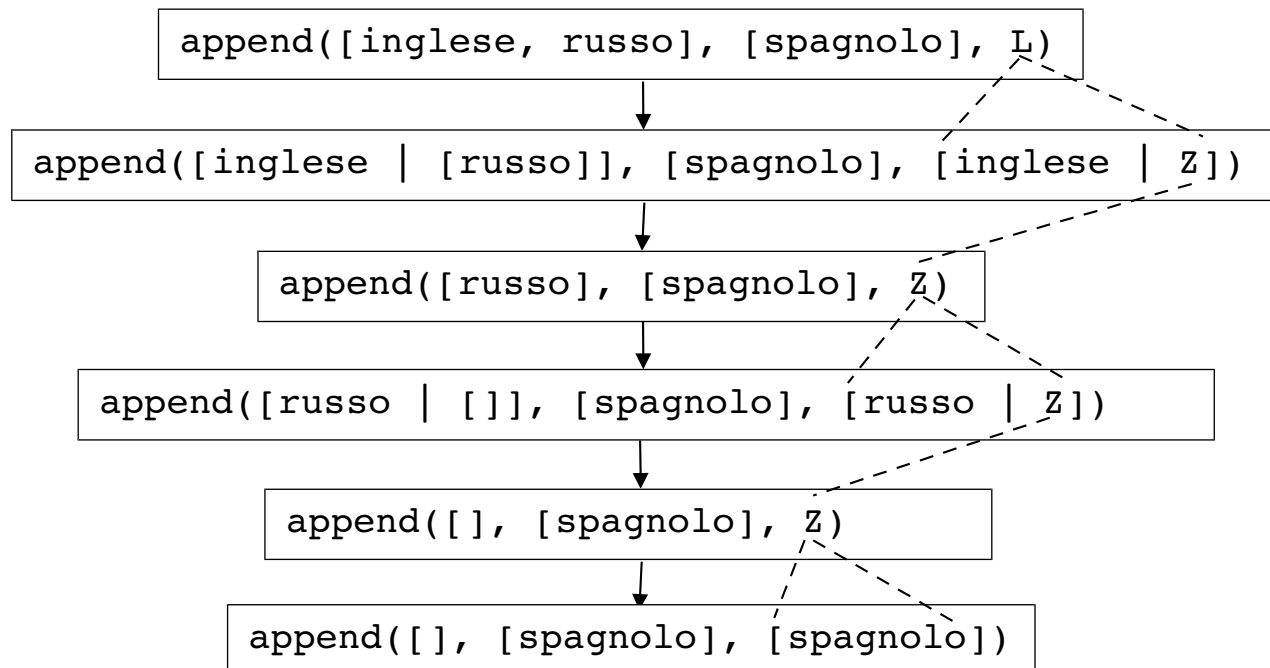 append([inglese, russo], [spagnolo], L)
append([inglese | [russo]], [spagnolo], [inglese | Z])
append([russo], [spagnolo], Z)
append([russo | []], [spagnolo], [russo | Z])
append([], [spagnolo], Z)
append([], [spagnolo], [spagnolo])